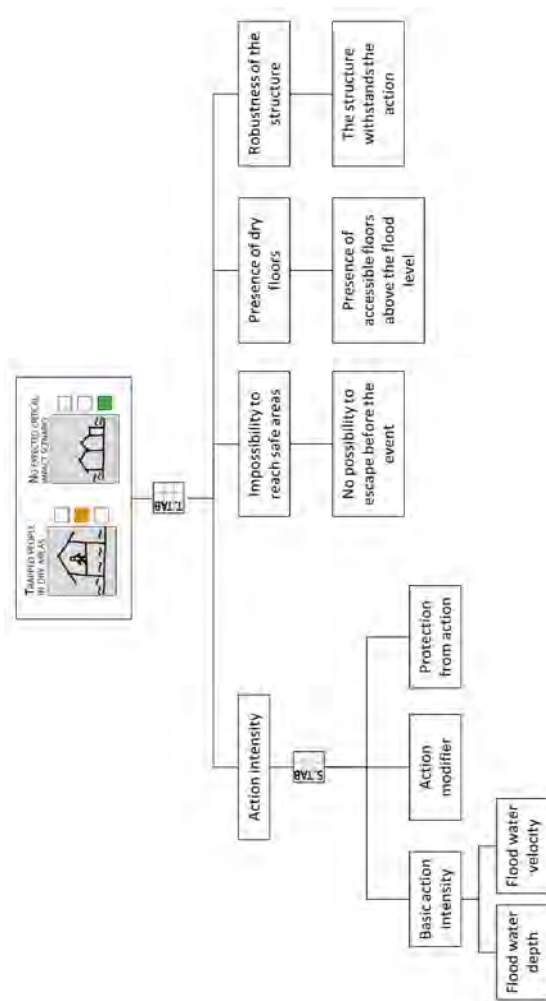 TRAPPED PEOPLE
IN DRY AREAS
NO EXPECTED CRITICAL
IMPACT SCENARIO
T. TAB
Action intensity
Impossibility to
reach safe areas
Presence of dry
floors
Robustness of the
structure
S. TAB
No possibility to
escape before the
event
Presence of
accessible floors
above the flood
level
The structure
withstands the
action
Basic action
intensity
Action
modifier
Protection
from action
Flood water
depth
Flood water
velocity